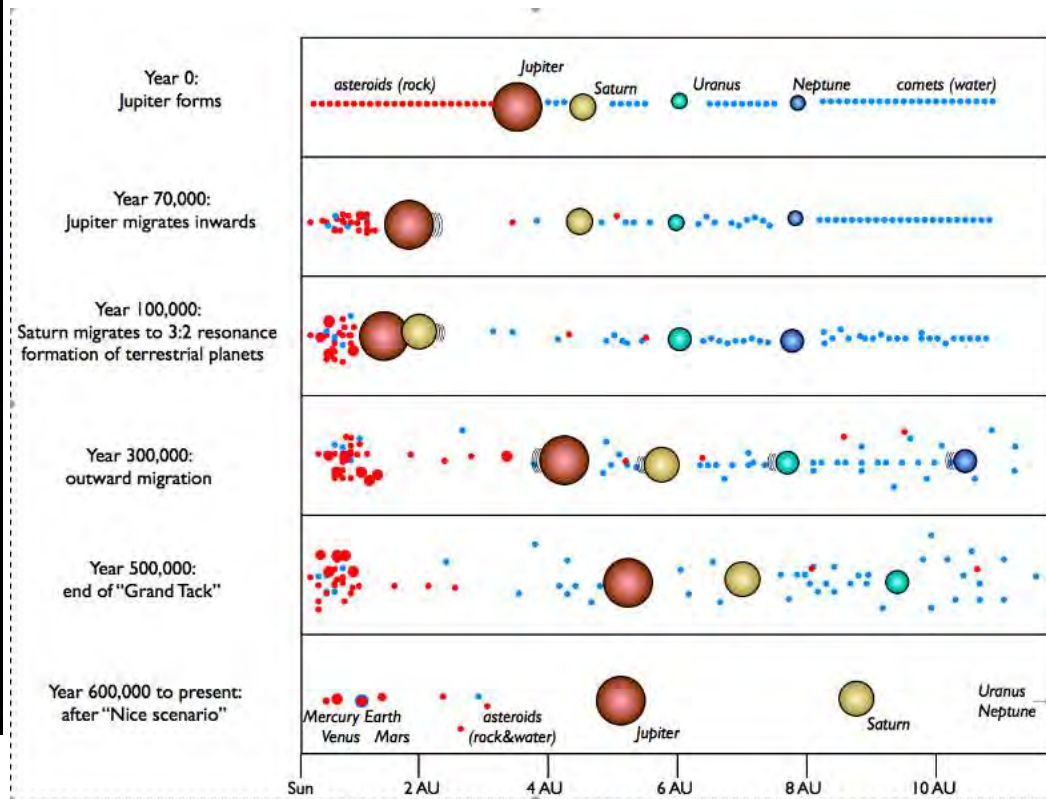 Year 0:
Jupiter forms
asteroids (rock)
Jupiter
Saturn
Uranus
Neptune
comets (water)
Year 70,000:
Jupiter migrates inwards
Year 100,000:
Saturn migrates to 3:2 resonance
formation of terrestrial planets
Year 300,000:
outward migration
Year 500,000:
end of "Grand Tack"
Year 600,000 to present:
after "Nice scenario"
Mercury Earth
Venus Mars
asteroids
(rock&water)
Jupiter
Saturn
Uranus
Neptune
Sun 2 AU 4 AU 6 AU 8 AU 10 AU